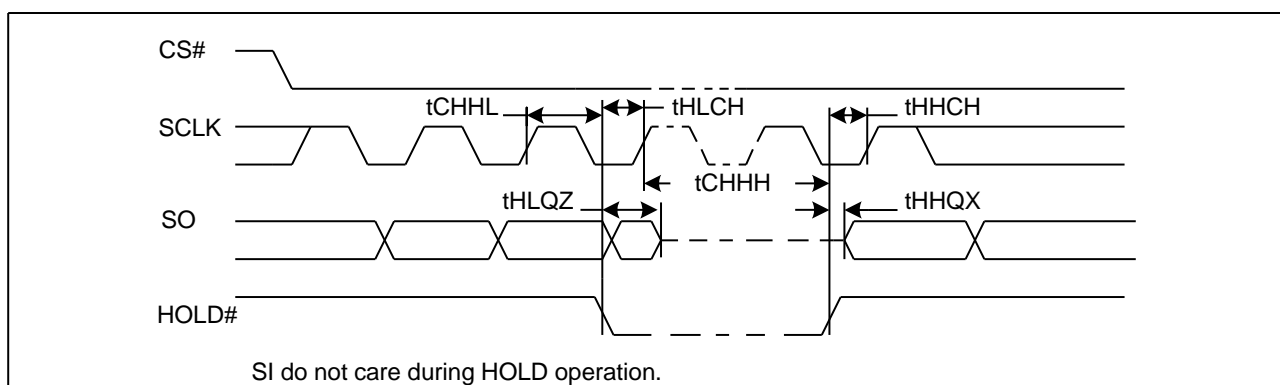 CS#
tCHHL
tHLCH
tHHCH
SCLK
tCHHH
tHLQZ
tHHQX
SO
HOLD#
SI do not care during HOLD operation.